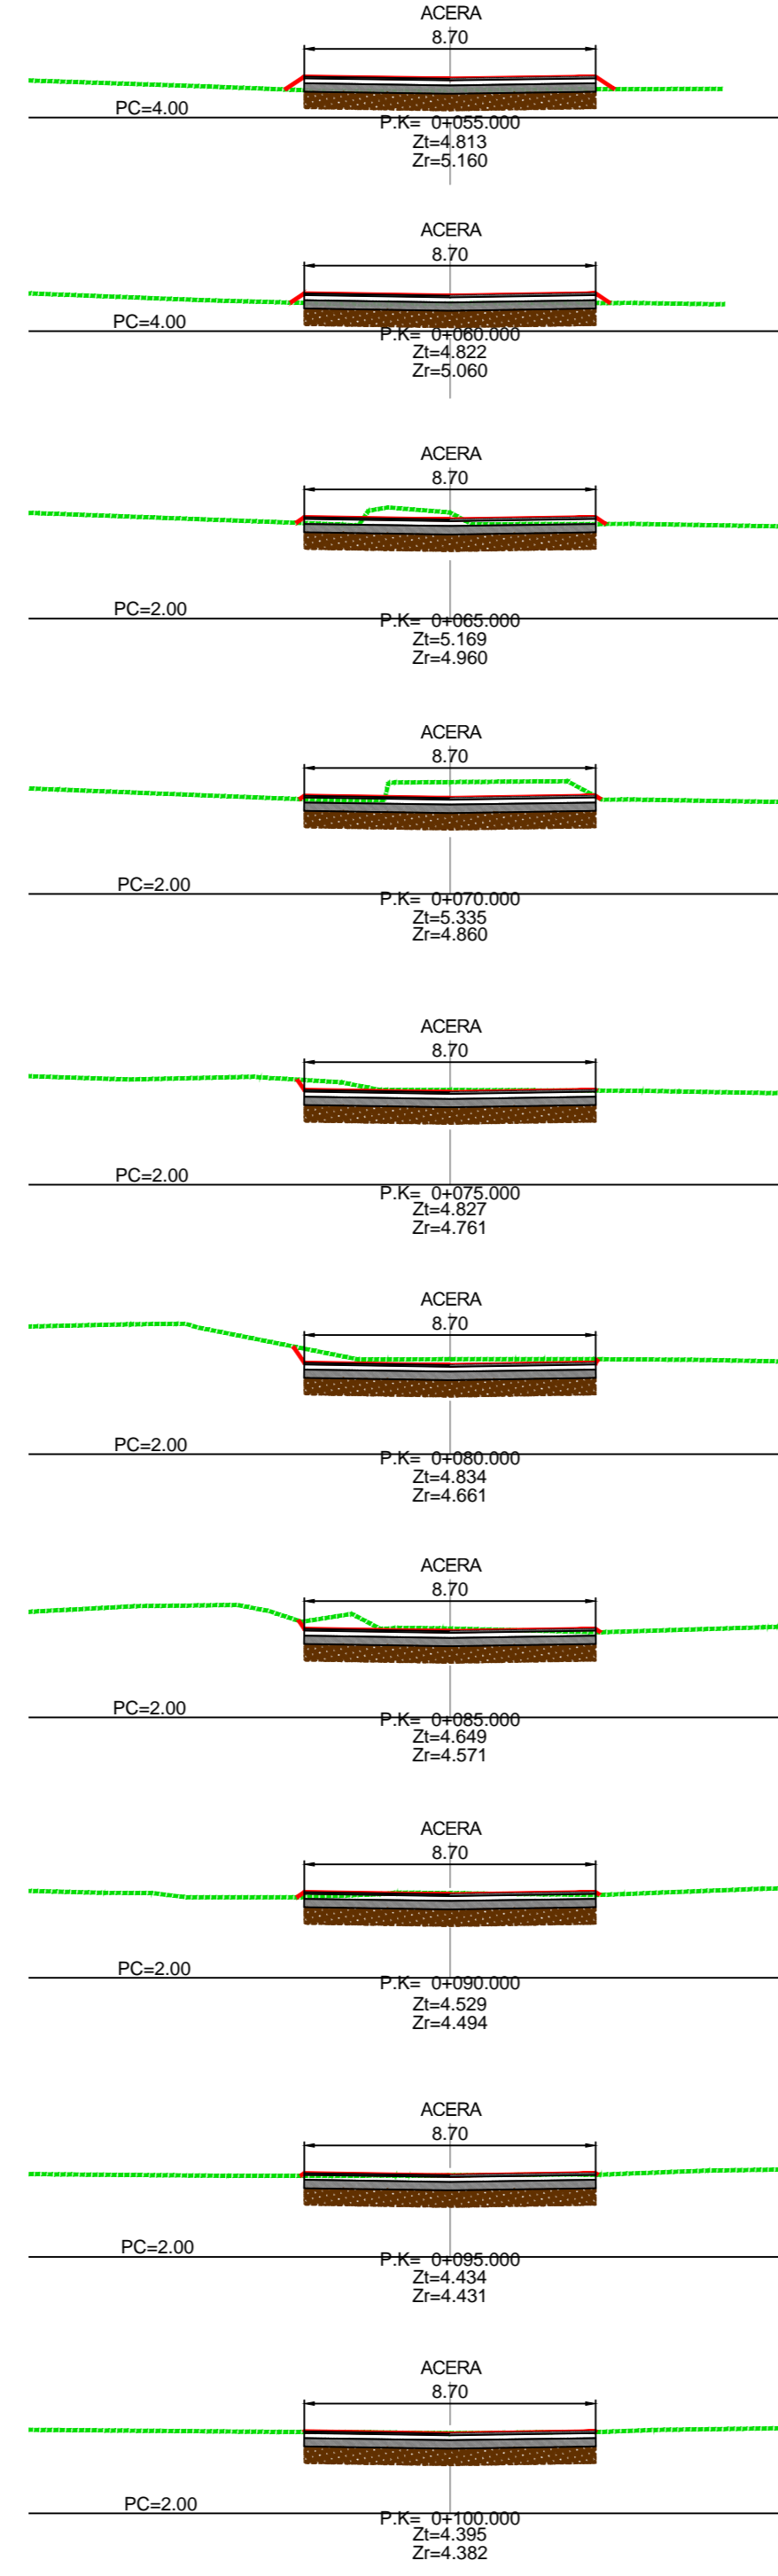 ACERA
8.70
PC=4.00
P.K= 0+055.000
Zt=4.813
Zr=5.160
ACERA
8.70
PC=4.00
P.K= 0+060.000
Zt=4.822
Zr=5.060
ACERA
8.70
PC=2.00
P.K= 0+065.000
Zt=5.169
Zr=4.960
ACERA
8.70
PC=2.00
P.K= 0+070.000
Zt=5.335
Zr=4.860
ACERA
8.70
PC=2.00
P.K= 0+075.000
Zt=4.827
Zr=4.761
ACERA
8.70
PC=2.00
P.K= 0+080.000
Zt=4.834
Zr=4.661
ACERA
8.70
PC=2.00
P.K= 0+085.000
Zt=4.649
Zr=4.571
ACERA
8.70
PC=2.00
P.K= 0+090.000
Zt=4.529
Zr=4.494
ACERA
8.70
PC=2.00
P.K= 0+095.000
Zt=4.434
Zr=4.431
ACERA
8.70
PC=2.00
P.K= 0+100.000
Zt=4.395
Zr=4.382